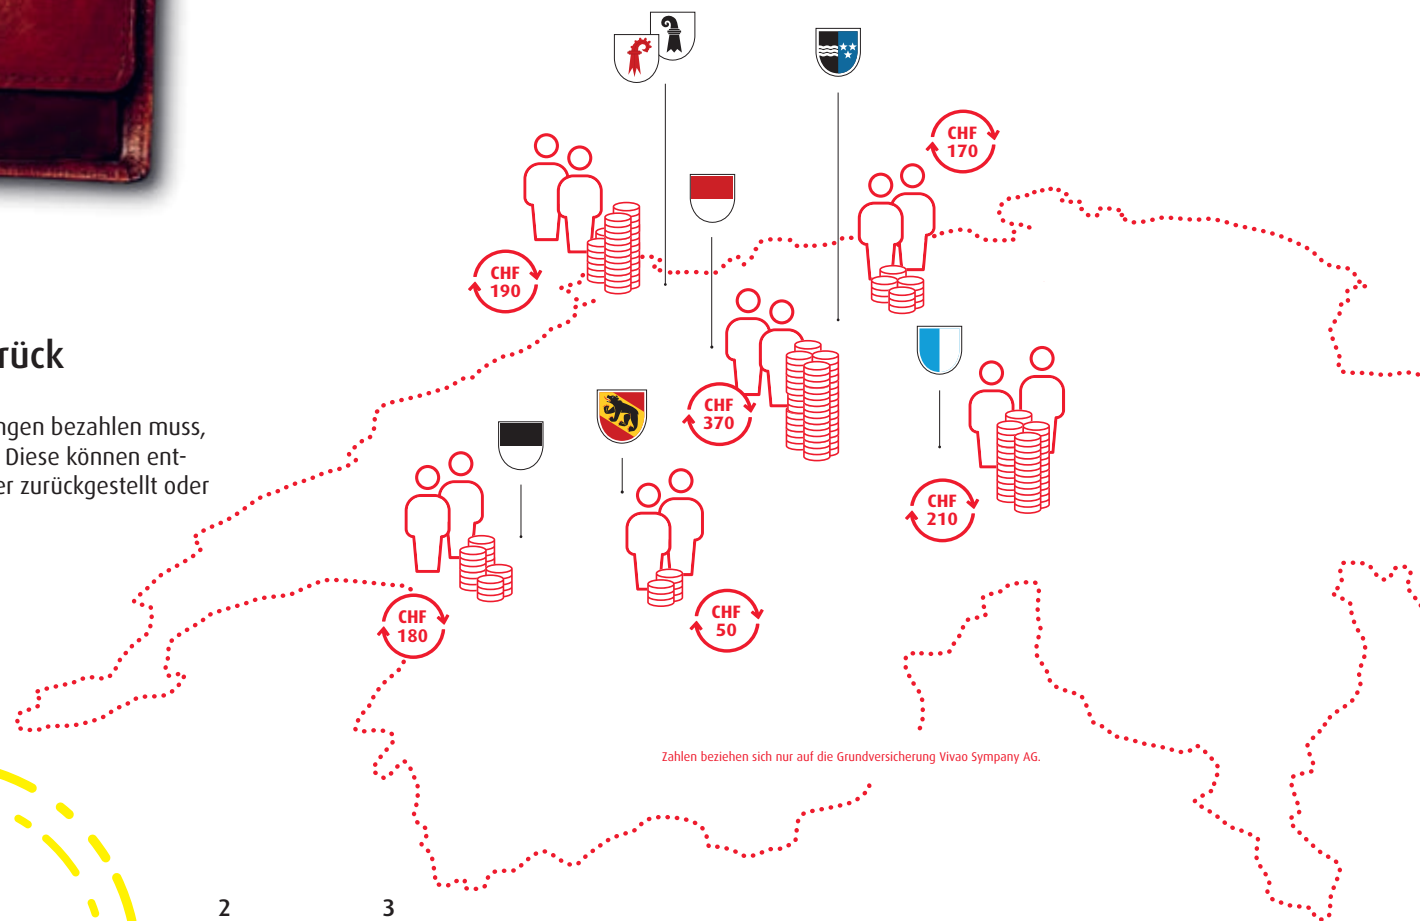 rück
ngen bezahlen muss,
Diese können ent-
er zurückgestellt oder
CHF
170
CHF
190
CHF
370
CHF
210
CHF
180
CHF
50
Zahlen beziehen sich nur auf die Grundversicherung Vivao Sympany AG.
2
3